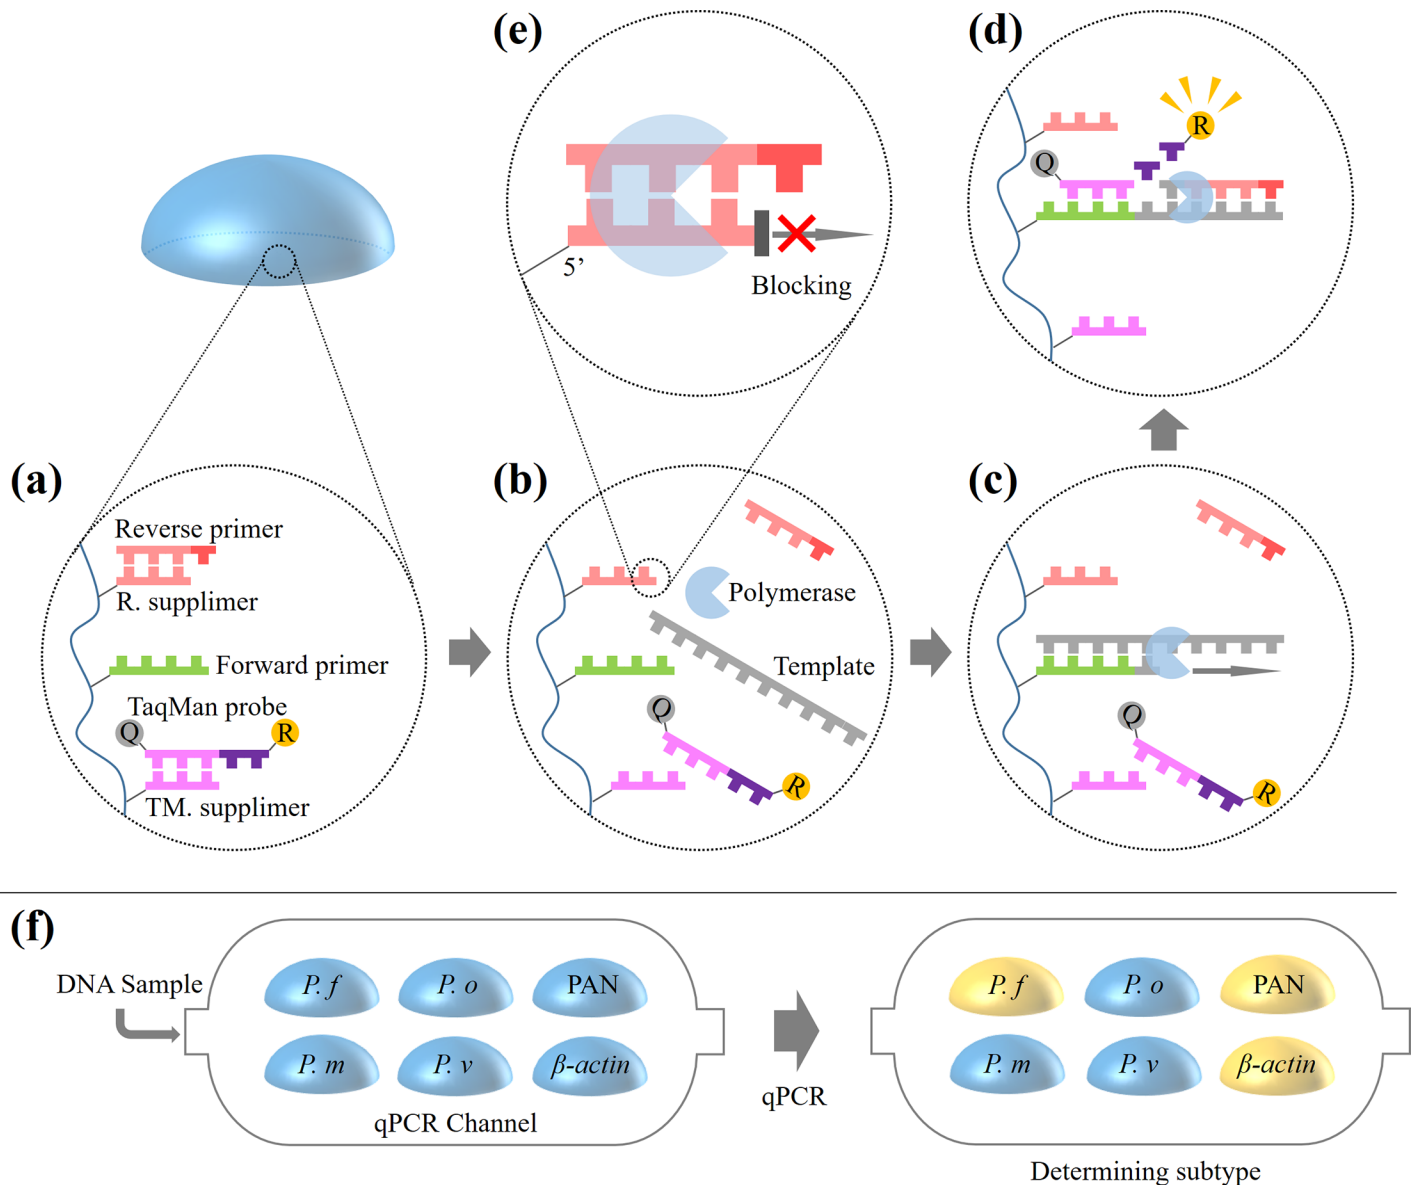 (e)
(d)
R
Q
5’
Blocking
(a)
Reverse primer
R. supplimer
Forward primer
TaqMan probe
Q
R
TM. supplimer
(b)
Polymerase
Template
Q
R
(c)
Q
R
(f)
DNA Sample
P. f
P. o
PAN
P. m
P. v
β-actin
qPCR Channel
qPCR
P. f
P. o
PAN
P. m
P. v
β-actin
Determining subtype